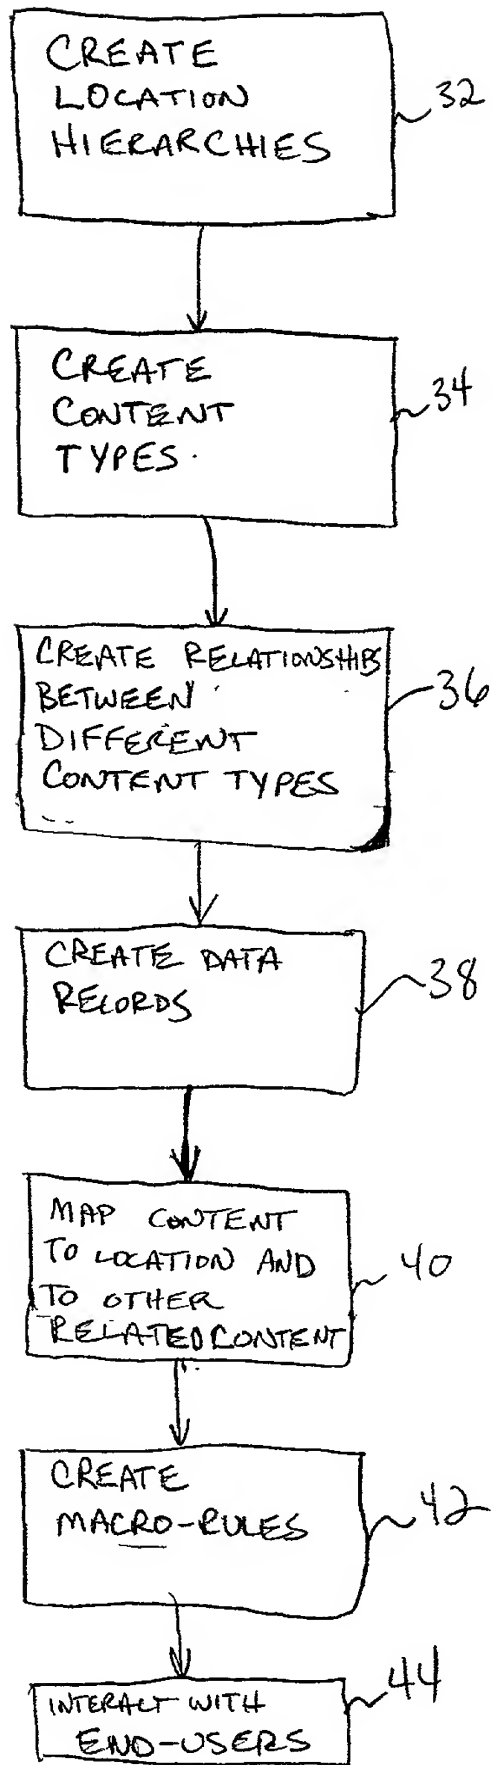 CREATE
LOCATION
HIERARCHIES
32
CREATE
CONTENT
TYPES.
34
CREATE RELATIONSHIPS
BETWEEN
DIFFERENT
CONTENT TYPES
36
CREATE DATA
RECORDS
38
MAP CONTENT
TO LOCATION AND
TO OTHER
RELATED CONTENT
40
CREATE
MACRO-RULES
42
INTERACT WITH
END-USERS
44